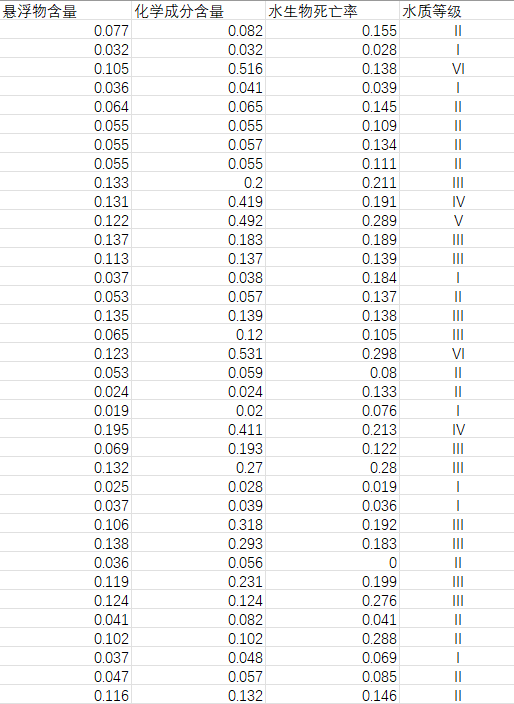 悬浮物含量 化学成分含量 水生物死亡率 水质等级
0.077 0.082 0.155 II
0.032 0.032 0.028 I
0.105 0.516 0.138 VI
0.036 0.041 0.039 I
0.064 0.065 0.145 II
0.055 0.055 0.109 II
0.055 0.057 0.134 II
0.055 0.055 0.111 II
0.133 0.2 0.211 III
0.131 0.419 0.191 IV
0.122 0.492 0.289 V
0.137 0.183 0.189 III
0.113 0.137 0.139 III
0.037 0.038 0.184 I
0.053 0.057 0.137 II
0.135 0.139 0.138 III
0.065 0.12 0.105 III
0.123 0.531 0.298 VI
0.053 0.059 0.08 II
0.024 0.024 0.133 II
0.019 0.02 0.076 I
0.195 0.411 0.213 IV
0.069 0.193 0.122 III
0.132 0.27 0.28 III
0.025 0.028 0.019 I
0.037 0.039 0.036 I
0.106 0.318 0.192 III
0.138 0.293 0.183 III
0.036 0.056 0 II
0.119 0.231 0.199 III
0.124 0.124 0.276 III
0.041 0.082 0.041 II
0.102 0.102 0.288 II
0.037 0.048 0.069 I
0.047 0.057 0.085 II
0.116 0.132 0.146 II